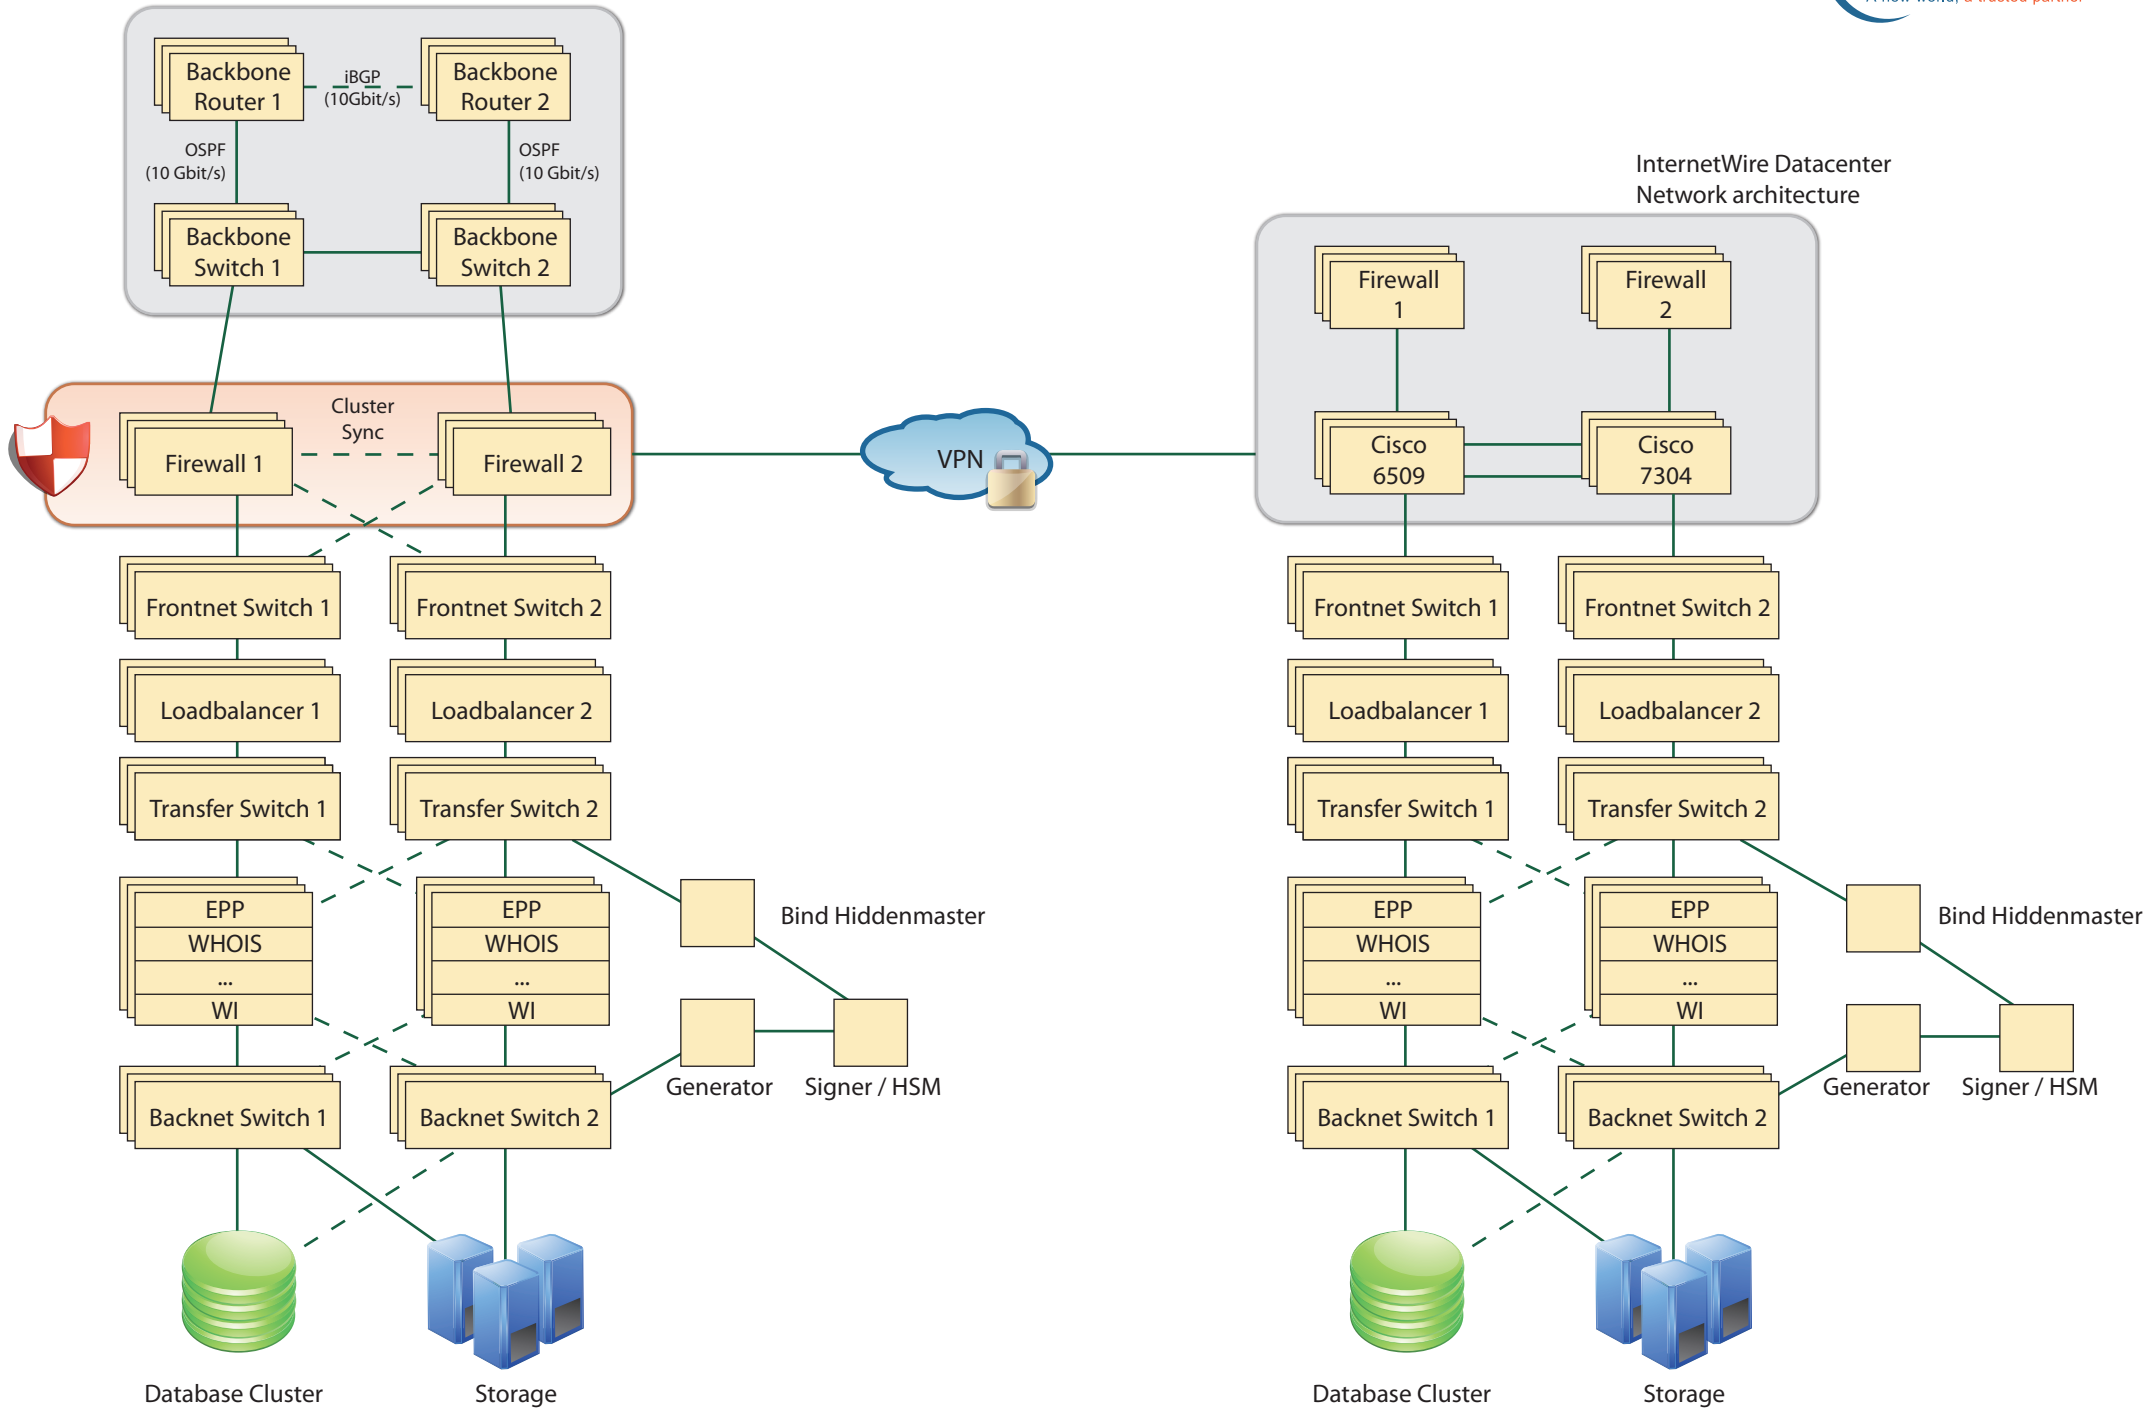 A new world, a trusted partner
Backbone
Router 1
iBGP
(10Gbit/s)
Backbone
Router 2
OSPF
(10 Gbit/s)
OSPF
(10 Gbit/s)
Backbone
Switch 1
Backbone
Switch 2
Cluster
Sync
Firewall 1
Firewall 2
Frontnet Switch 1
Frontnet Switch 2
Loadbalancer 1
Loadbalancer 2
Transfer Switch 1
Transfer Switch 2
EPP
WHOIS
...
WI
EPP
WHOIS
...
WI
Bind Hiddenmaster
Generator
Signer / HSM
Backnet Switch 1
Backnet Switch 2
Database Cluster
Storage
VPN
InternetWire Datacenter
Network architecture
Firewall
1
Firewall
2
Cisco
6509
Cisco
7304
Frontnet Switch 1
Frontnet Switch 2
Loadbalancer 1
Loadbalancer 2
Transfer Switch 1
Transfer Switch 2
EPP
WHOIS
...
WI
EPP
WHOIS
...
WI
Bind Hiddenmaster
Generator
Signer / HSM
Backnet Switch 1
Backnet Switch 2
Database Cluster
Storage